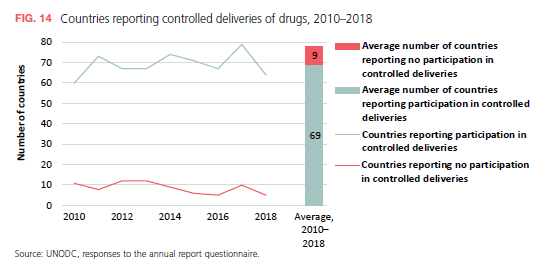 FIG. 14 Countries reporting controlled deliveries of drugs, 2010–2018
Number of countries
80
70
60
50
40
30
20
10
0
2010
2012
2014
2016
2018
Average,
2010–
2018
9
69
Average number of countries
reporting no participation in
controlled deliveries
Average number of countries
reporting participation in controlled
deliveries
Countries reporting participation in
controlled deliveries
Countries reporting no participation
in controlled deliveries
Source: UNODC, responses to the annual report questionnaire.